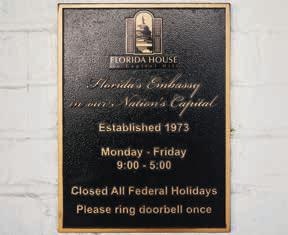 FLORIDA HOUSE
on Capitol Hill
Florida's Embassy
in our Nation's Capital
Established 1973
Monday - Friday
9:00 - 5:00
Closed All Federal Holidays
Please ring doorbell once